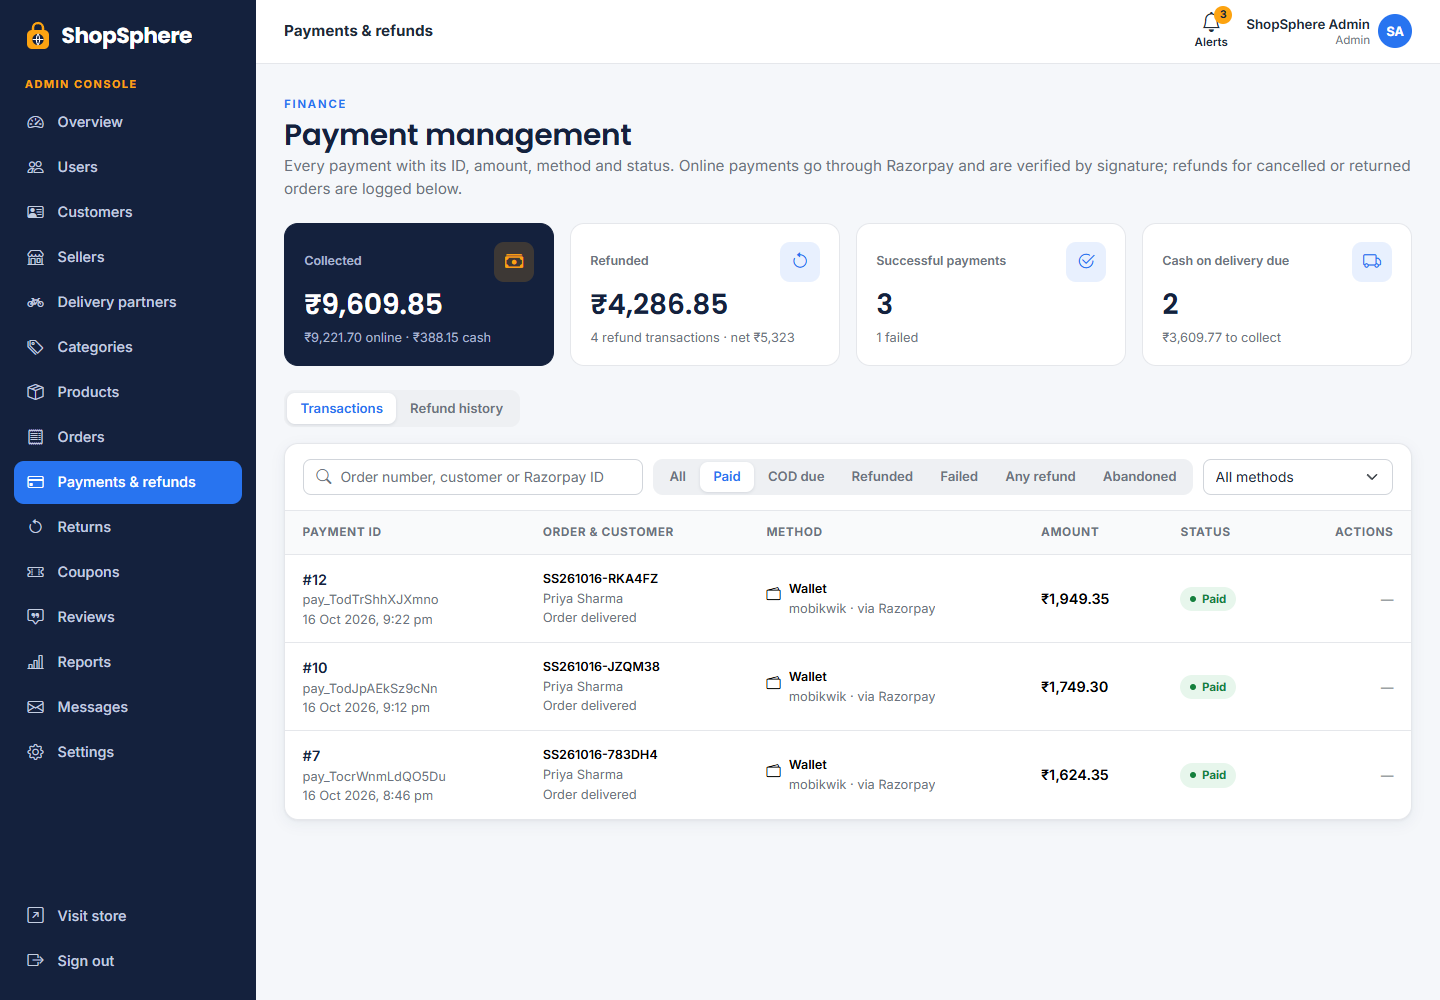 ShopSphere
ADMIN CONSOLE
Overview
Users
Customers
Sellers
Delivery partners
Categories
Products
Orders
Payments & refunds
Returns
Coupons
Reviews
Reports
Messages
Settings
Visit store
Sign out
Payments & refunds
3
Alerts
ShopSphere Admin
Admin
SA
FINANCE
Payment management
Every payment with its ID, amount, method and status. Online payments go through Razorpay and are verified by signature; refunds for cancelled or returned
orders are logged below.
Collected
₹9,609.85
₹9,221.70 online · ₹388.15 cash
Refunded
₹4,286.85
4 refund transactions · net ₹5,323
Successful payments
3
1 failed
Cash on delivery due
2
₹3,609.77 to collect
Transactions Refund history
Order number, customer or Razorpay ID All Paid COD due Refunded Failed Any refund Abandoned All methods
PAYMENT ID ORDER & CUSTOMER METHOD AMOUNT STATUS ACTIONS
#12
pay_TodTrShhXJXmno
16 Oct 2026, 9:22 pm
SS261016-RKA4FZ
Priya Sharma
Order delivered
Wallet
mobikwik · via Razorpay
₹1,949.35
Paid
—
#10
pay_TodJpAEkSz9cNn
16 Oct 2026, 9:12 pm
SS261016-JZQM38
Priya Sharma
Order delivered
Wallet
mobikwik · via Razorpay
₹1,749.30
Paid
—
#7
pay_TocrWnmLdQO5Du
16 Oct 2026, 8:46 pm
SS261016-783DH4
Priya Sharma
Order delivered
Wallet
mobikwik · via Razorpay
₹1,624.35
Paid
—